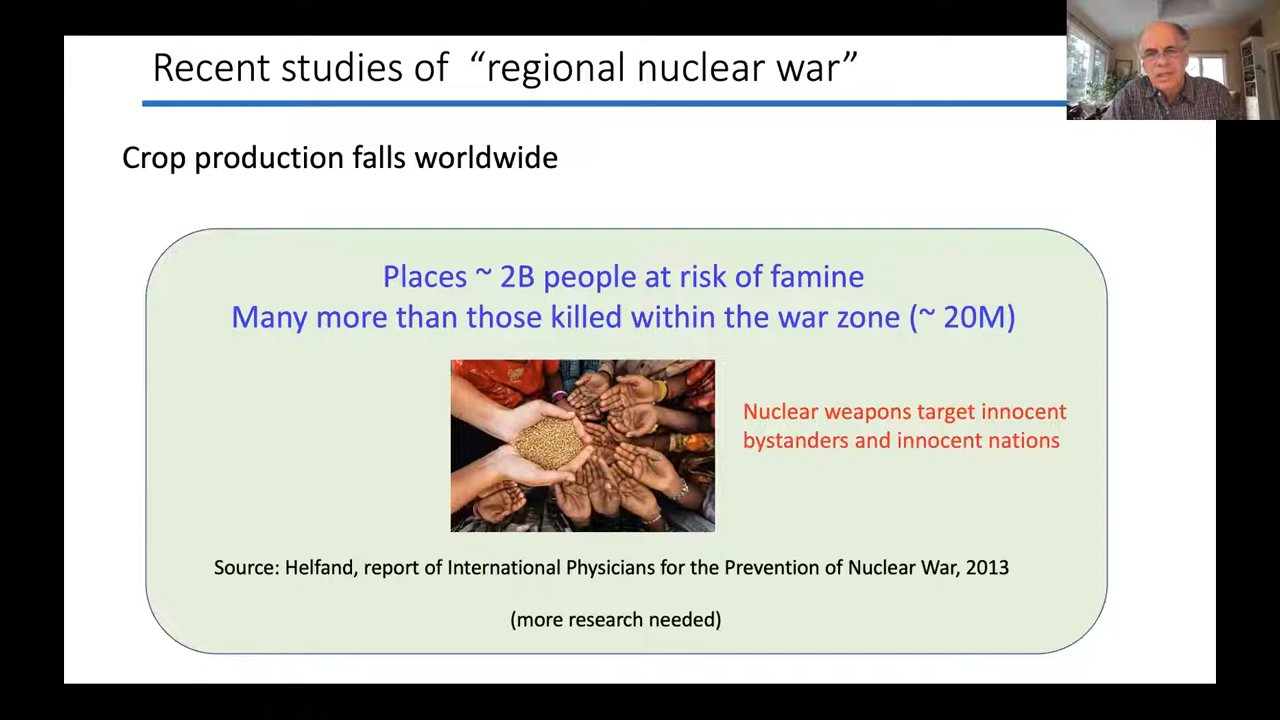 Recent studies of “regional nuclear war”
Crop production falls worldwide
Places ~ 2B people at risk of famine
Many more than those killed within the war zone (~ 20M)
Nuclear weapons target innocent
bystanders and innocent nations
Source: Helfand, report of International Physicians for the Prevention of Nuclear War, 2013
(more research needed)